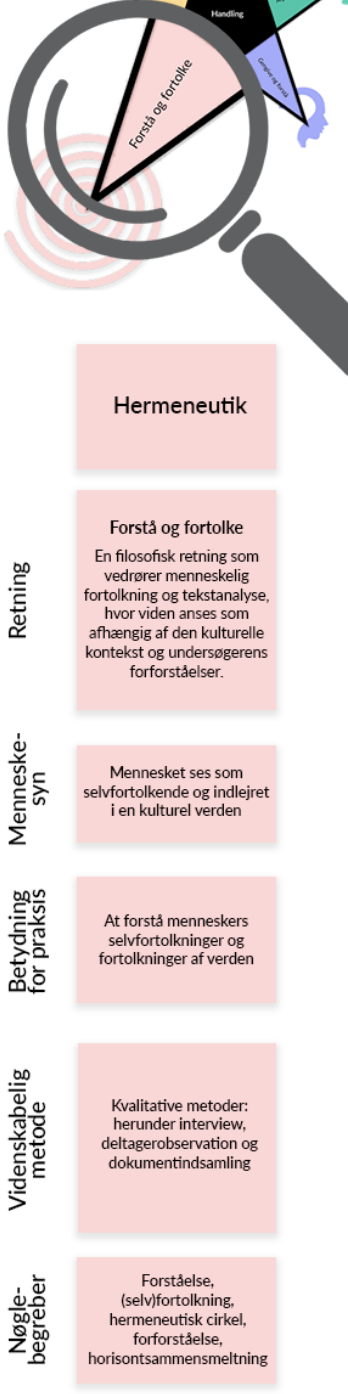 Handling
Forstå og fortolke
Gengive og forstå
Hermeneutik
Retning
Forstå og fortolke
En filosofisk retning som
vedrører menneskelig
fortolkning og tekstanalyse,
hvor viden anses som
afhængig af den kulturelle
kontekst og undersøgerens
forforståelser.
Menneske-
syn
Mennesket ses som
selvfortolkende og indlejret
i en kulturel verden
Betydning
for praksis
At forstå menneskers
selvfortolkninger og
fortolkninger af verden
Videnskabelig
metode
Kvalitative metoder:
herunder interview,
deltagerobservation og
dokumentindsamling
Nøgle-
begreber
Forståelse,
(selv)fortolkning,
hermeneutisk cirkel,
forforståelse,
horisontsammensmeltning